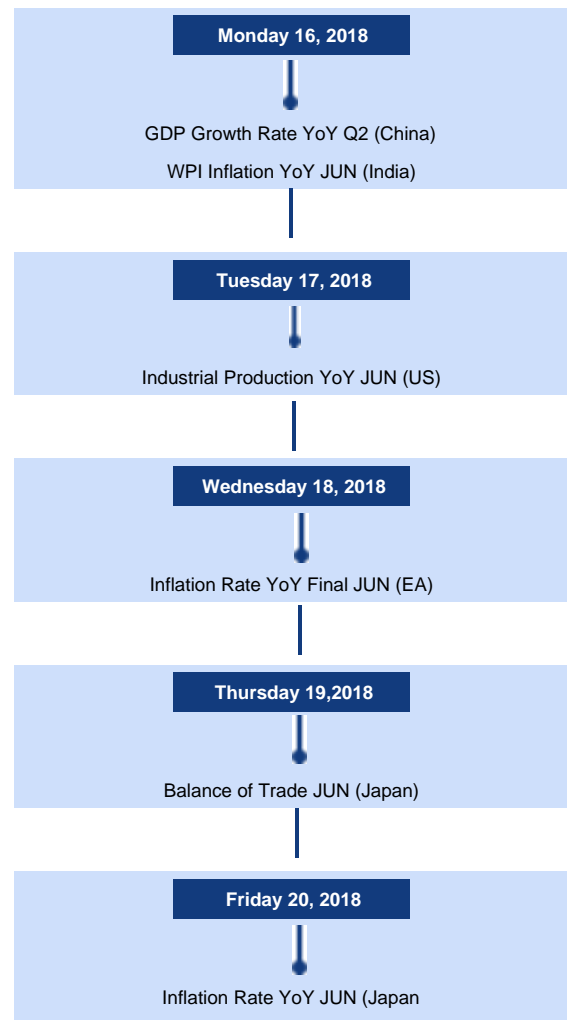 Monday 16, 2018
GDP Growth Rate YoY Q2 (China)
WPI Inflation YoY JUN (India)
Tuesday 17, 2018
Industrial Production YoY JUN (US)
Wednesday 18, 2018
Inflation Rate YoY Final JUN (EA)
Thursday 19,2018
Balance of Trade JUN (Japan)
Friday 20, 2018
Inflation Rate YoY JUN (Japan